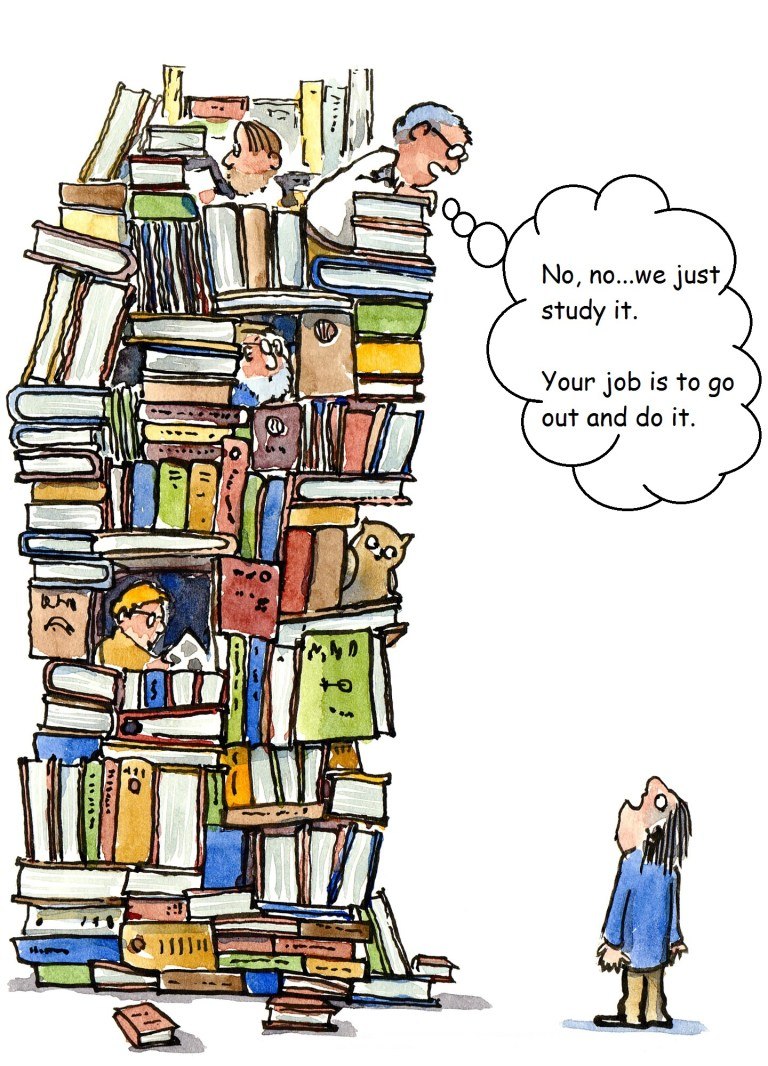 No, no...we just
study it.
Your job is to go
out and do it.